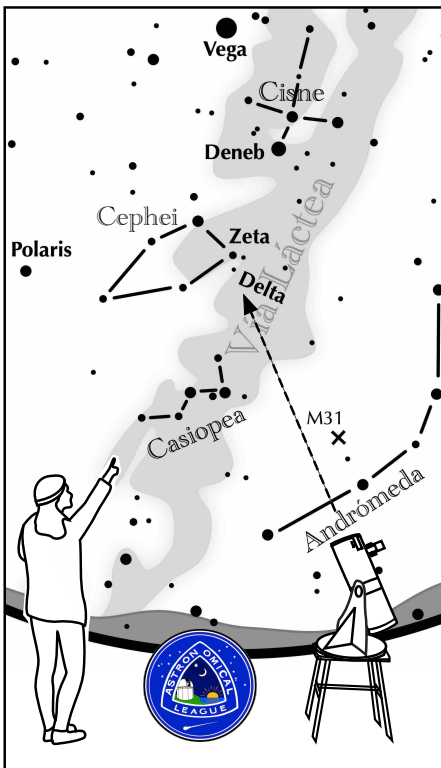 Vega
Cisne
Deneb
Cephei
Zeta
Polaris
Delta
Vía Láctea
M31
Casiopea
Andrómeda
ASTRONOMICAL
LEAGUE